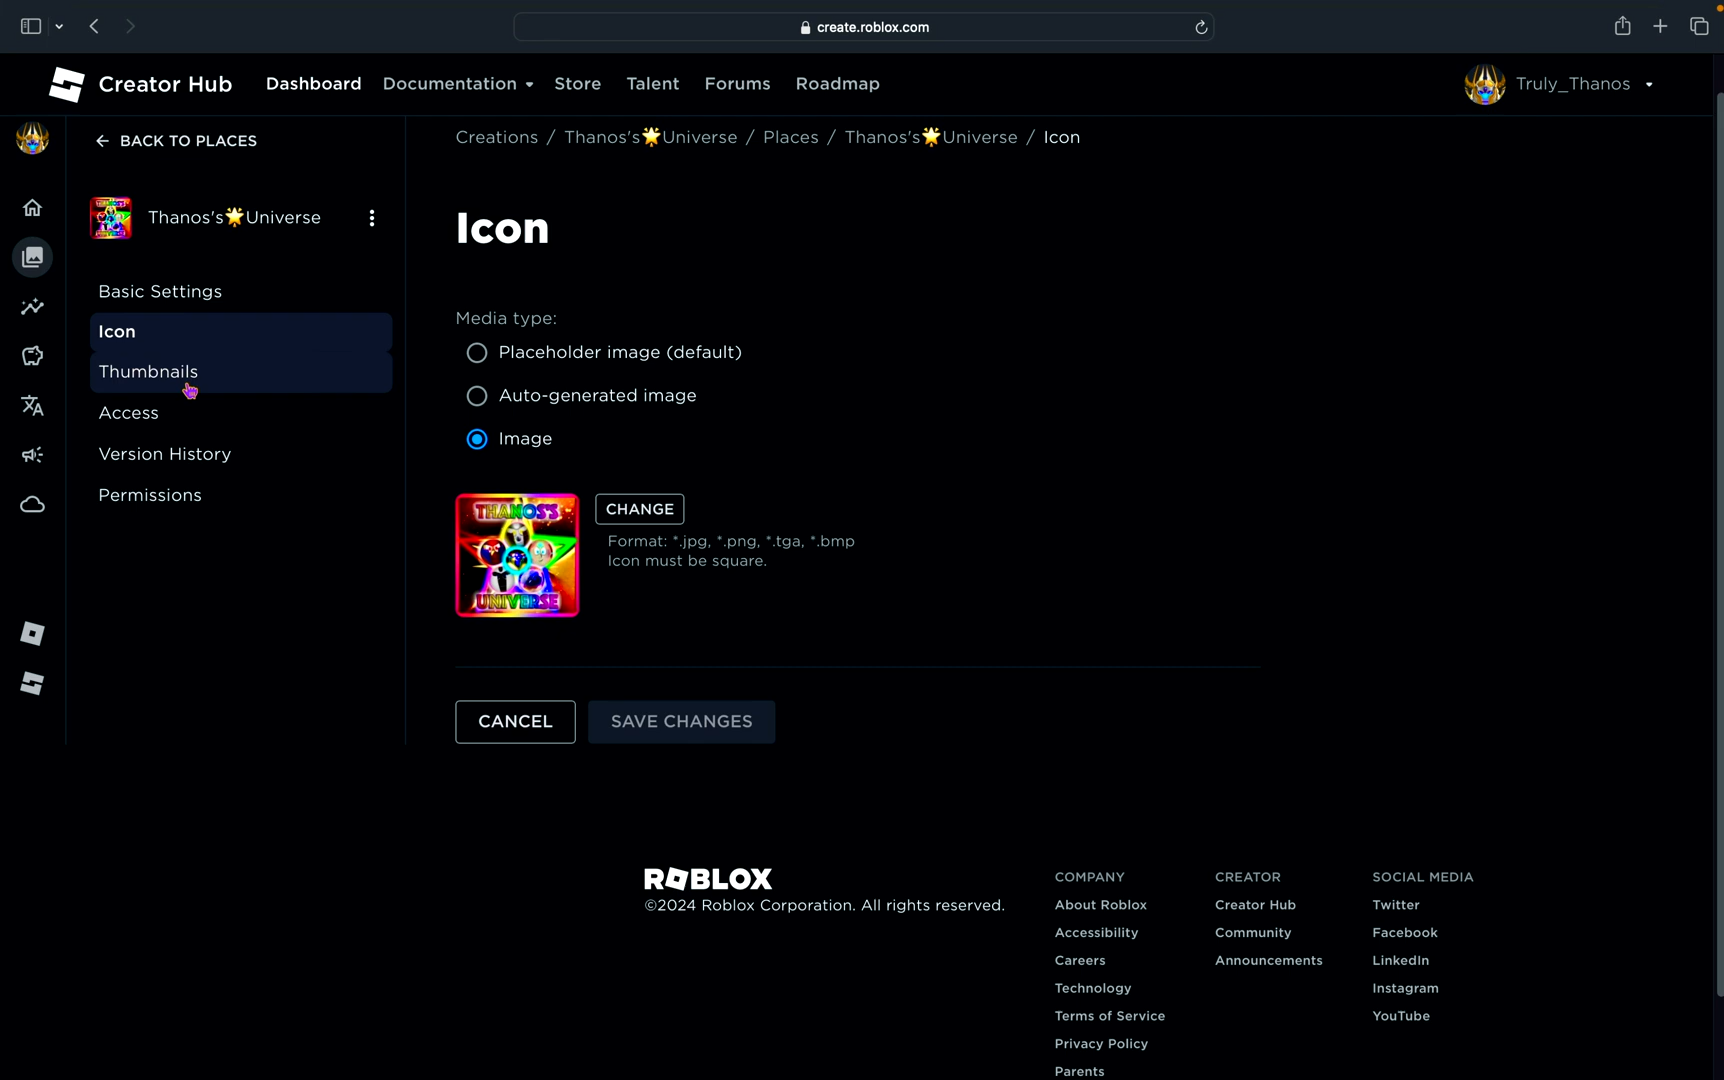 create.roblox.com
Creator Hub Dashboard Documentation Store Talent Forums Roadmap Truly_Thanos
BACK TO PLACES
Creations / Thanos's🌟Universe / Places / Thanos's🌟Universe / Icon
Thanos's🌟Universe
Basic Settings
Icon
Thumbnails
Access
Version History
Permissions
Icon
Media type:
Placeholder image (default)
Auto-generated image
Image
THANOS'S
UNIVERSE
CHANGE
Format: *.jpg, *.png, *.tga, *.bmp
Icon must be square.
CANCEL SAVE CHANGES
ROBLOX
©2024 Roblox Corporation. All rights reserved.
COMPANY
About Roblox
Accessibility
Careers
Technology
Terms of Service
Privacy Policy
Parents
CREATOR
Creator Hub
Community
Announcements
SOCIAL MEDIA
Twitter
Facebook
LinkedIn
Instagram
YouTube